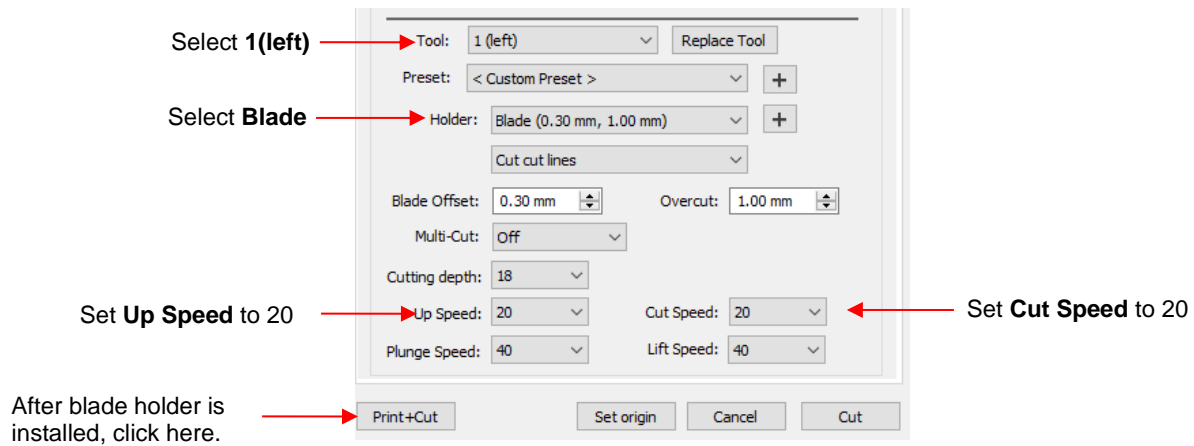 Select 1(left)
Tool: 1 (left) Replace Tool
Preset: < Custom Preset > +
Select Blade
Holder: Blade (0.30 mm, 1.00 mm) +
Cut cut lines
Blade Offset: 0.30 mm Overcut: 1.00 mm
Multi-Cut: Off
Cutting depth: 18
Set Up Speed to 20
Up Speed: 20 Cut Speed: 20
Set Cut Speed to 20
Plunge Speed: 40 Lift Speed: 40
After blade holder is
installed, click here.
Print+Cut Set origin Cancel Cut